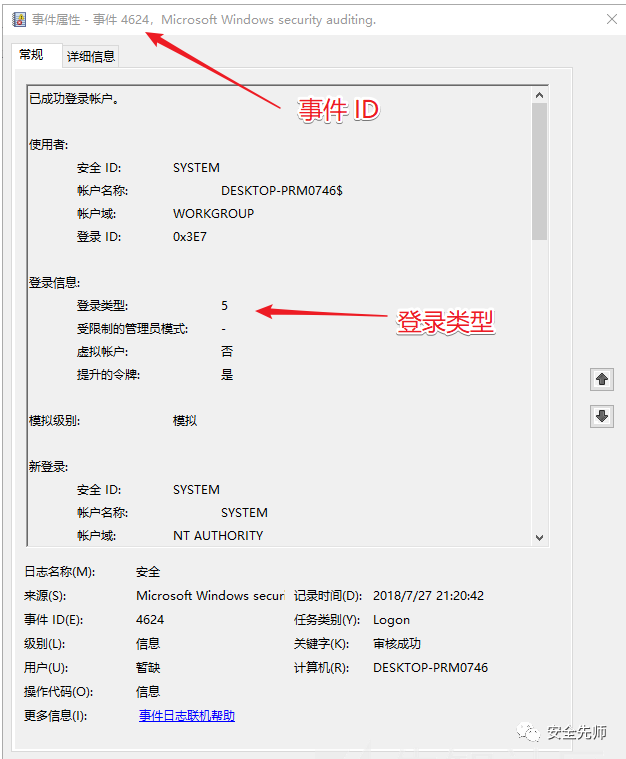 事件属性 - 事件 4624，Microsoft Windows security auditing.
常规 详细信息
事件 ID
已成功登录帐户。
使用者:
安全 ID: SYSTEM
帐户名称: DESKTOP-PRM0746$
帐户域: WORKGROUP
登录 ID: 0x3E7
登录信息:
登录类型: 5
登录类型
受限制的管理员模式: -
虚拟帐户: 否
提升的令牌: 是
模拟级别: 模拟
新登录:
安全 ID: SYSTEM
帐户名称: SYSTEM
帐户域: NT AUTHORITY
日志名称(M): 安全
来源(S): Microsoft Windows securi 记录时间(D): 2018/7/27 21:20:42
事件 ID(E): 4624 任务类别(Y): Logon
级别(L): 信息 关键字(K): 审核成功
用户(U): 暂缺 计算机(R): DESKTOP-PRM0746
操作代码(O): 信息
更多信息(I): 事件日志联机帮助
安全先师